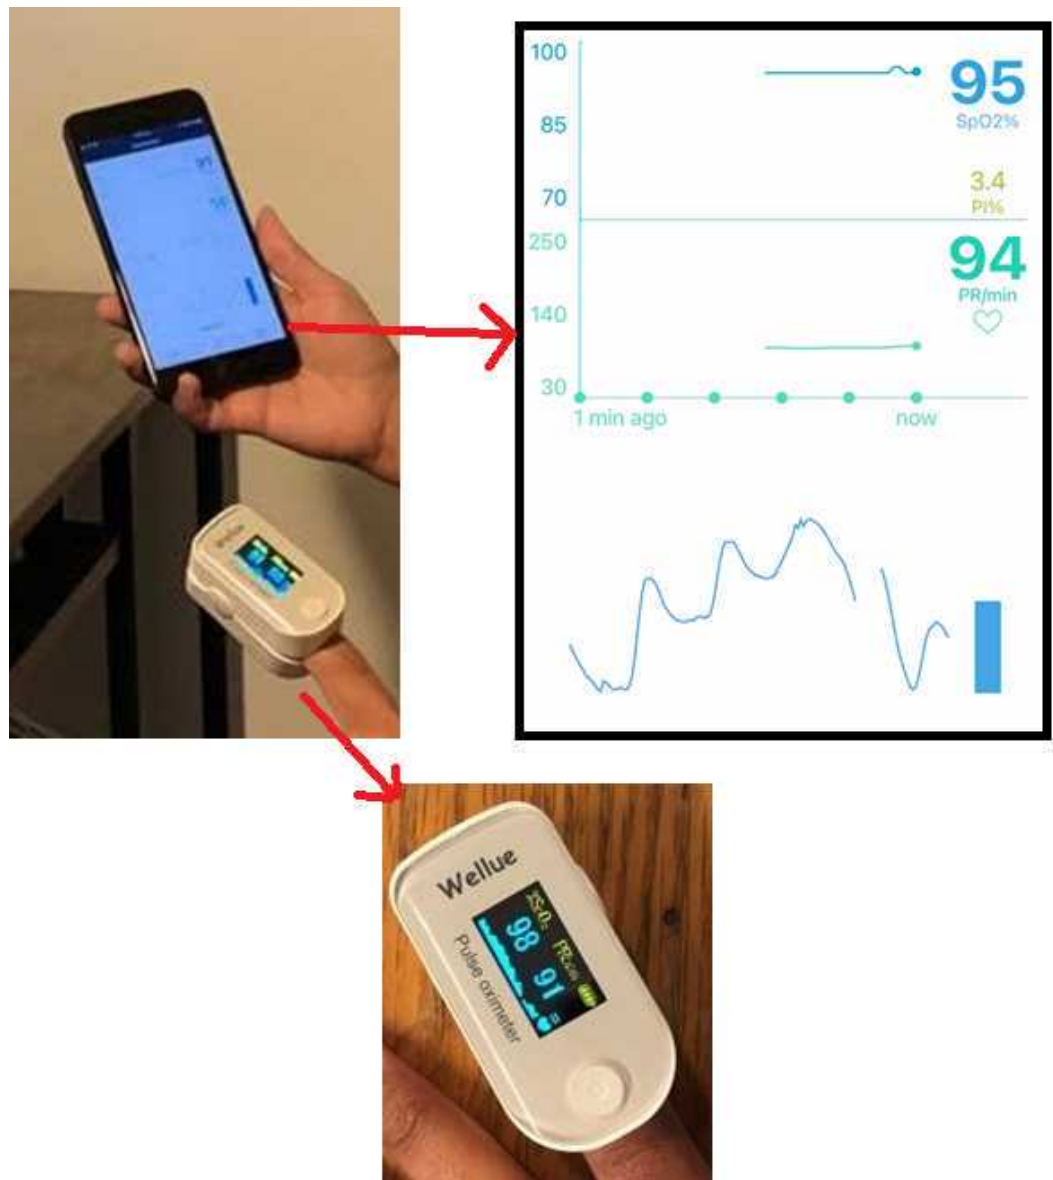 100
95
SpO2%
85
3.4
70
PI%
250
94
PR/min
140
30
1 min ago
now
Wellue
%SpO2
PRbpm
98
91
Pulse oximeter